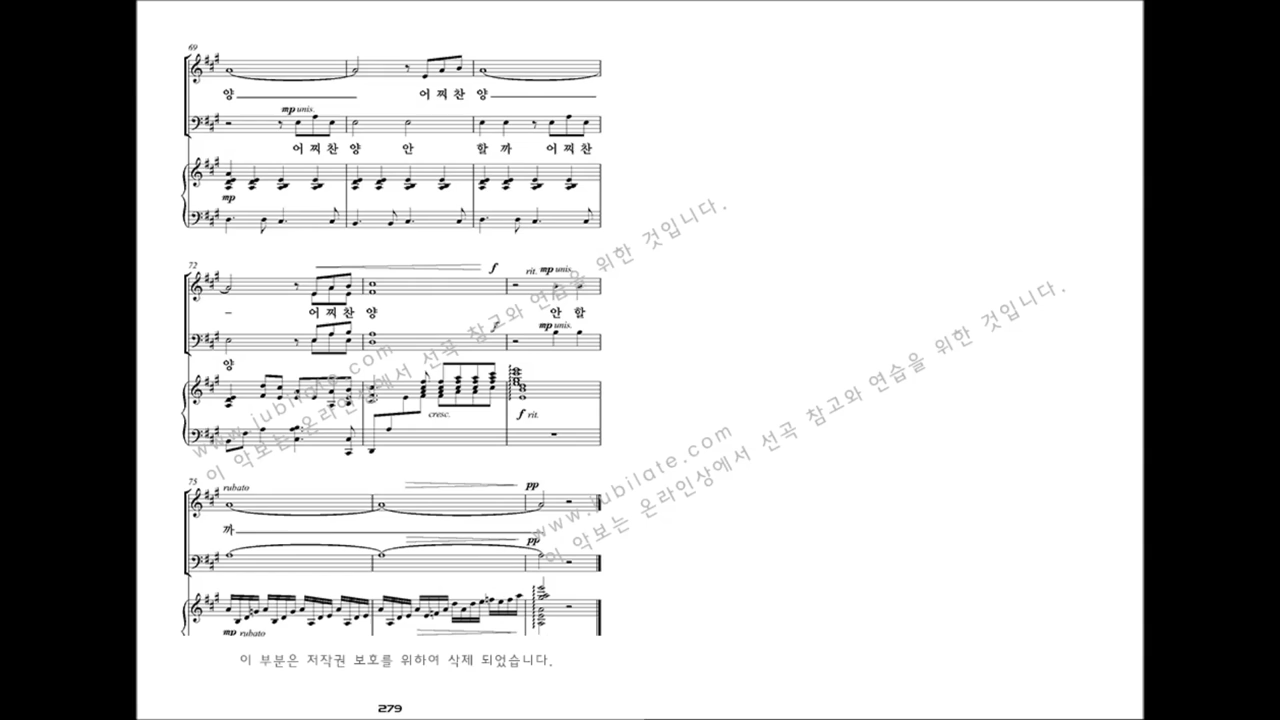 69
양 어 찌 찬 양
mp unis.
어 찌 찬 양 안 할 까 어 찌 찬
mp
72
f
rit. mp unis.
– 어 찌 찬 양 안 할
f
mp unis.
양
cresc.
f rit.
75
rubato
pp
까
pp
mp rubato
www.jubilate.com
이 악보는 온라인상에서 선곡 참고와 연습을 위한 것입니다.
www.jubilate.com
이 악보는 온라인상에서 선곡 참고와 연습을 위한 것입니다.
이 부분은 저작권 보호를 위하여 삭제 되었습니다.
279